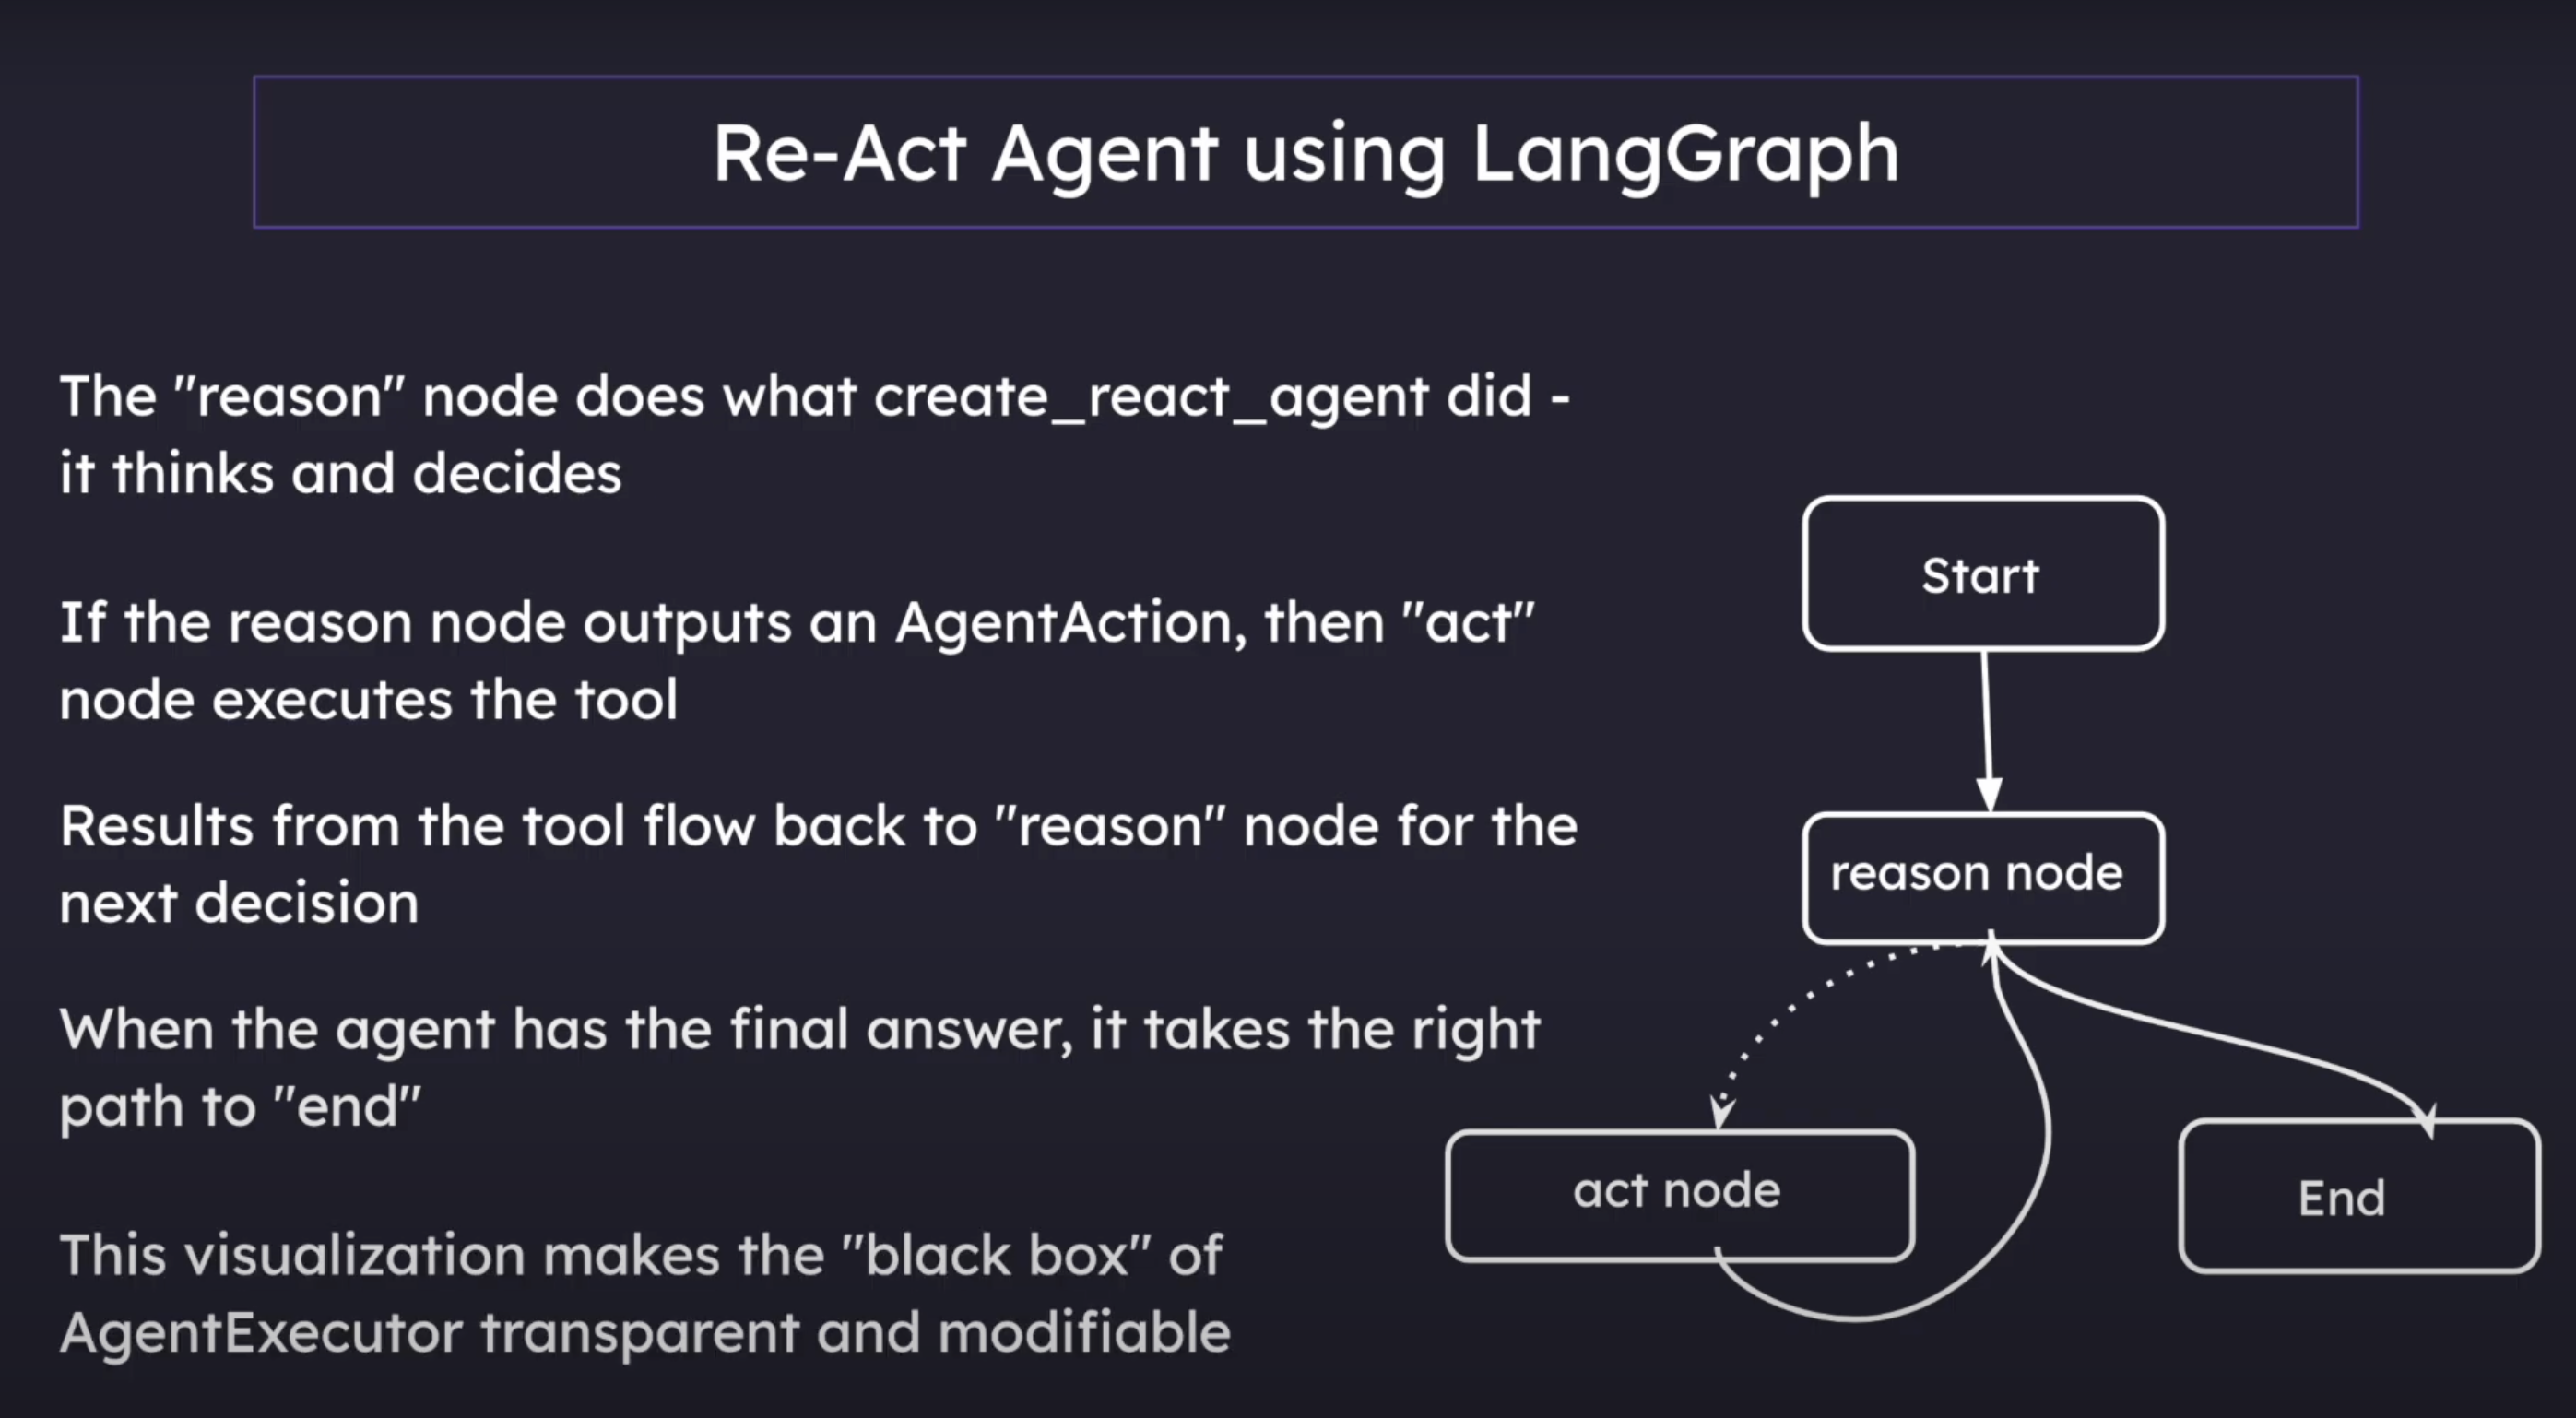 Re-Act Agent using LangGraph
The "reason" node does what create_react_agent did -
it thinks and decides
If the reason node outputs an AgentAction, then "act"
node executes the tool
Results from the tool flow back to "reason" node for the
next decision
When the agent has the final answer, it takes the right
path to "end"
This visualization makes the "black box" of
AgentExecutor transparent and modifiable
Start
reason node
act node
End